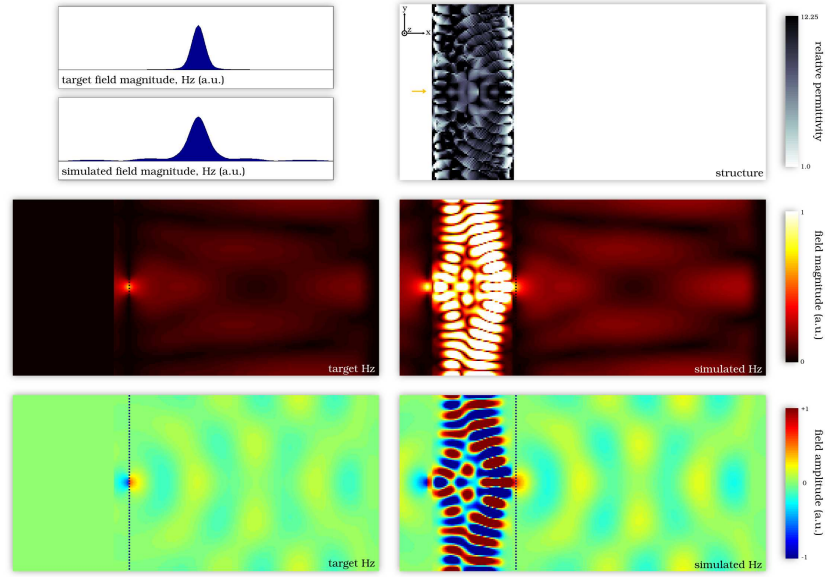 target field magnitude, Hz (a.u.)
simulated field magnitude, Hz (a.u.)
y
z
x
structure
12.25
relative permittivity
1.0
target Hz
simulated Hz
1
field magnitude (a.u.)
0
target Hz
simulated Hz
+1
field amplitude (a.u.)
0
-1